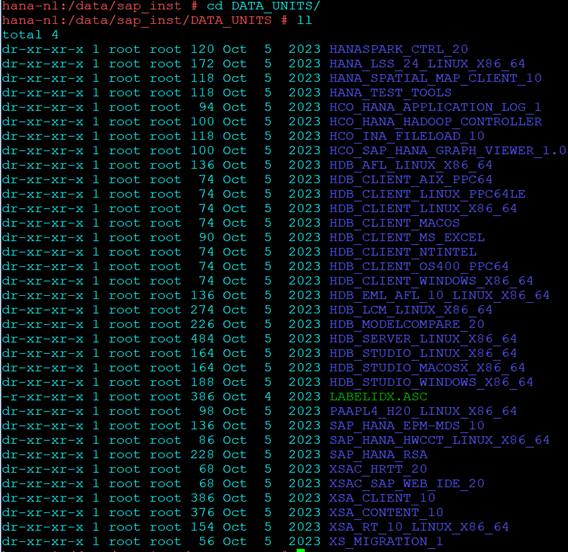 hana-n1:/data/sap_inst # cd DATA_UNITS/
hana-n1:/data/sap_inst/DATA_UNITS # ll
total 4
dr-xr-xr-x 1 root root 120 Oct  5  2023 HANASPARK_CTRL_20
dr-xr-xr-x 1 root root 172 Oct  5  2023 HANA_LSS_24_LINUX_X86_64
dr-xr-xr-x 1 root root 118 Oct  5  2023 HANA_SPATIAL_MAP_CLIENT_10
dr-xr-xr-x 1 root root 118 Oct  5  2023 HANA_TEST_TOOLS
dr-xr-xr-x 1 root root  94 Oct  5  2023 HCO_HANA_APPLICATION_LOG_1
dr-xr-xr-x 1 root root 100 Oct  5  2023 HCO_HANA_HADOOP_CONTROLLER
dr-xr-xr-x 1 root root 118 Oct  5  2023 HCO_INA_FILELOAD_10
dr-xr-xr-x 1 root root 100 Oct  5  2023 HCO_SAP_HANA_GRAPH_VIEWER_1.0
dr-xr-xr-x 1 root root 136 Oct  5  2023 HDB_AFL_LINUX_X86_64
dr-xr-xr-x 1 root root  74 Oct  5  2023 HDB_CLIENT_AIX_PPC64
dr-xr-xr-x 1 root root  74 Oct  5  2023 HDB_CLIENT_LINUX_PPC64LE
dr-xr-xr-x 1 root root  74 Oct  5  2023 HDB_CLIENT_LINUX_X86_64
dr-xr-xr-x 1 root root  74 Oct  5  2023 HDB_CLIENT_MACOS
dr-xr-xr-x 1 root root  90 Oct  5  2023 HDB_CLIENT_MS_EXCEL
dr-xr-xr-x 1 root root  74 Oct  5  2023 HDB_CLIENT_NTINTEL
dr-xr-xr-x 1 root root  74 Oct  5  2023 HDB_CLIENT_OS400_PPC64
dr-xr-xr-x 1 root root  74 Oct  5  2023 HDB_CLIENT_WINDOWS_X86_64
dr-xr-xr-x 1 root root 136 Oct  5  2023 HDB_EML_AFL_10_LINUX_X86_64
dr-xr-xr-x 1 root root 274 Oct  5  2023 HDB_LCM_LINUX_X86_64
dr-xr-xr-x 1 root root 226 Oct  5  2023 HDB_MODELCOMPARE_20
dr-xr-xr-x 1 root root 484 Oct  5  2023 HDB_SERVER_LINUX_X86_64
dr-xr-xr-x 1 root root 164 Oct  5  2023 HDB_STUDIO_LINUX_X86_64
dr-xr-xr-x 1 root root 164 Oct  5  2023 HDB_STUDIO_MACOSX_X86_64
dr-xr-xr-x 1 root root 188 Oct  5  2023 HDB_STUDIO_WINDOWS_X86_64
-r-xr-xr-x 1 root root 386 Oct  4  2023 LABELIDX.ASC
dr-xr-xr-x 1 root root  98 Oct  5  2023 PAAPL4_H20_LINUX_X86_64
dr-xr-xr-x 1 root root 136 Oct  5  2023 SAP_HANA_EPM-MDS_10
dr-xr-xr-x 1 root root  86 Oct  5  2023 SAP_HANA_HWCCT_LINUX_X86_64
dr-xr-xr-x 1 root root 228 Oct  5  2023 SAP_HANA_RSA
dr-xr-xr-x 1 root root  68 Oct  5  2023 XSAC_HRTT_20
dr-xr-xr-x 1 root root  68 Oct  5  2023 XSAC_SAP_WEB_IDE_20
dr-xr-xr-x 1 root root 386 Oct  5  2023 XSA_CLIENT_10
dr-xr-xr-x 1 root root 376 Oct  5  2023 XSA_CONTENT_10
dr-xr-xr-x 1 root root 154 Oct  5  2023 XSA_RT_10_LINUX_X86_64
dr-xr-xr-x 1 root root  56 Oct  5  2023 XS_MIGRATION_1